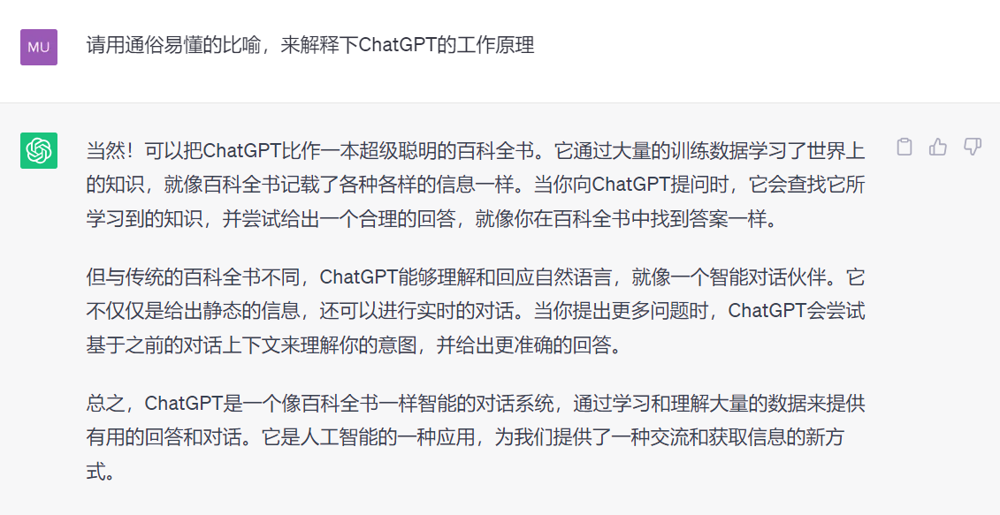 MU
请用通俗易懂的比喻，来解释下ChatGPT的工作原理
当然！可以把ChatGPT比作一本超级聪明的百科全书。它通过大量的训练数据学习了世界上
的知识，就像百科全书记载了各种各样的信息一样。当你向ChatGPT提问时，它会查找它所
学习到的知识，并尝试给出一个合理的回答，就像你在百科全书中找到答案一样。
但与传统的百科全书不同，ChatGPT能够理解和回应自然语言，就像一个智能对话伙伴。它
不仅仅是给出静态的信息，还可以进行实时的对话。当你提出更多问题时，ChatGPT会尝试
基于之前的对话上下文来理解你的意图，并给出更准确的回答。
总之，ChatGPT是一个像百科全书一样智能的对话系统，通过学习和理解大量的数据来提供
有用的回答和对话。它是人工智能的一种应用，为我们提供了一种交流和获取信息的新方
式。